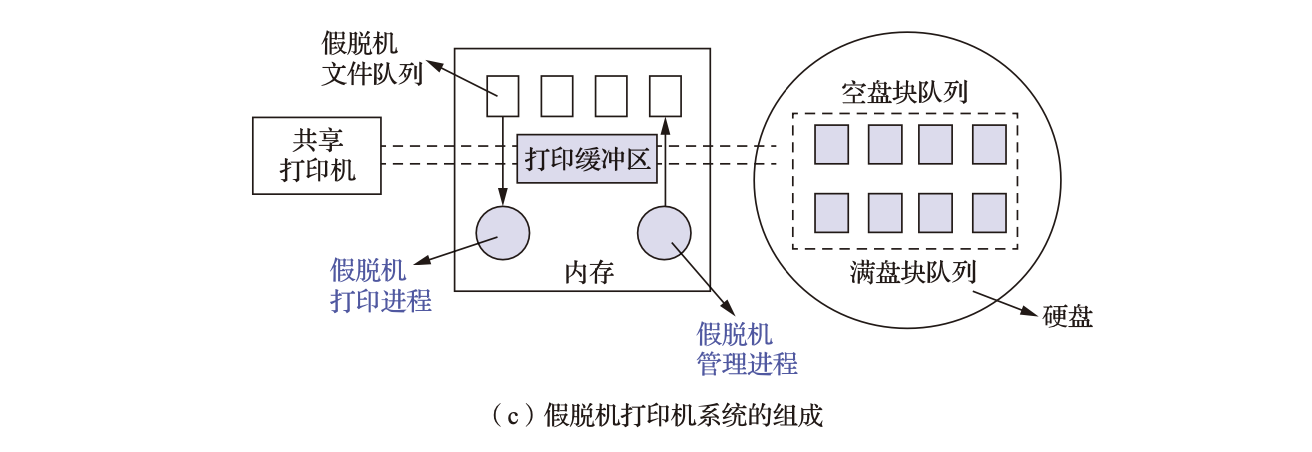 假脱机
文件队列
共享
打印机
打印缓冲区
空盘块队列
满盘块队列
内存
假脱机
打印进程
假脱机
管理进程
硬盘
（c）假脱机打印机系统的组成